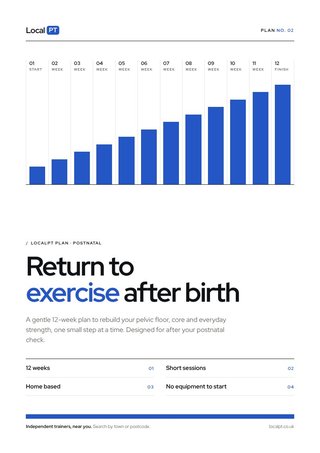 Local PT
PLAN NO. 02
01 02 03 04 05 06 07 08 09 10 11 12
START WEEK WEEK WEEK WEEK WEEK WEEK WEEK WEEK WEEK WEEK FINISH
/ LOCALPT PLAN · POSTNATAL
Return to
exercise after birth
A gentle 12-week plan to rebuild your pelvic floor, core and everyday
strength, one small step at a time. Designed for after your postnatal
check.
12 weeks 01 Short sessions 02
Home based 03 No equipment to start 04
Independent trainers, near you. Search by town or postcode. localpt.co.uk